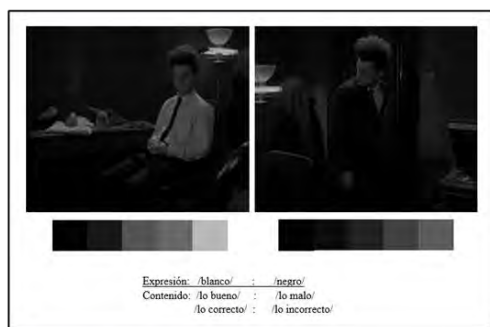 Expresión: /blanco/ : /negro/
Contenido: /lo bueno/ : /lo malo/
/lo correcto/ : /lo incorrecto/